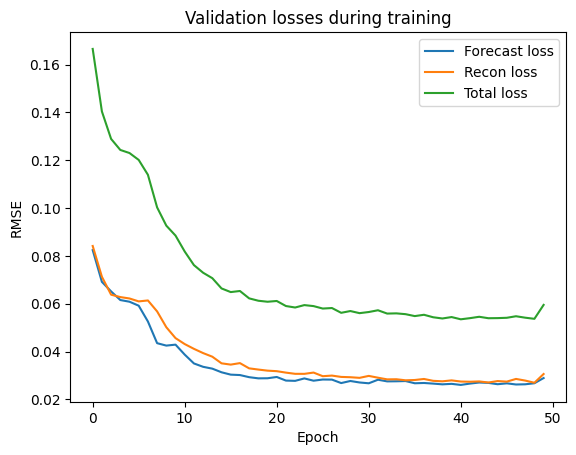 Validation losses during training
Forecast loss
Recon loss
Total loss
RMSE
0.16
0.14
0.12
0.10
0.08
0.06
0.04
0.02
0
10
20
30
40
50
Epoch